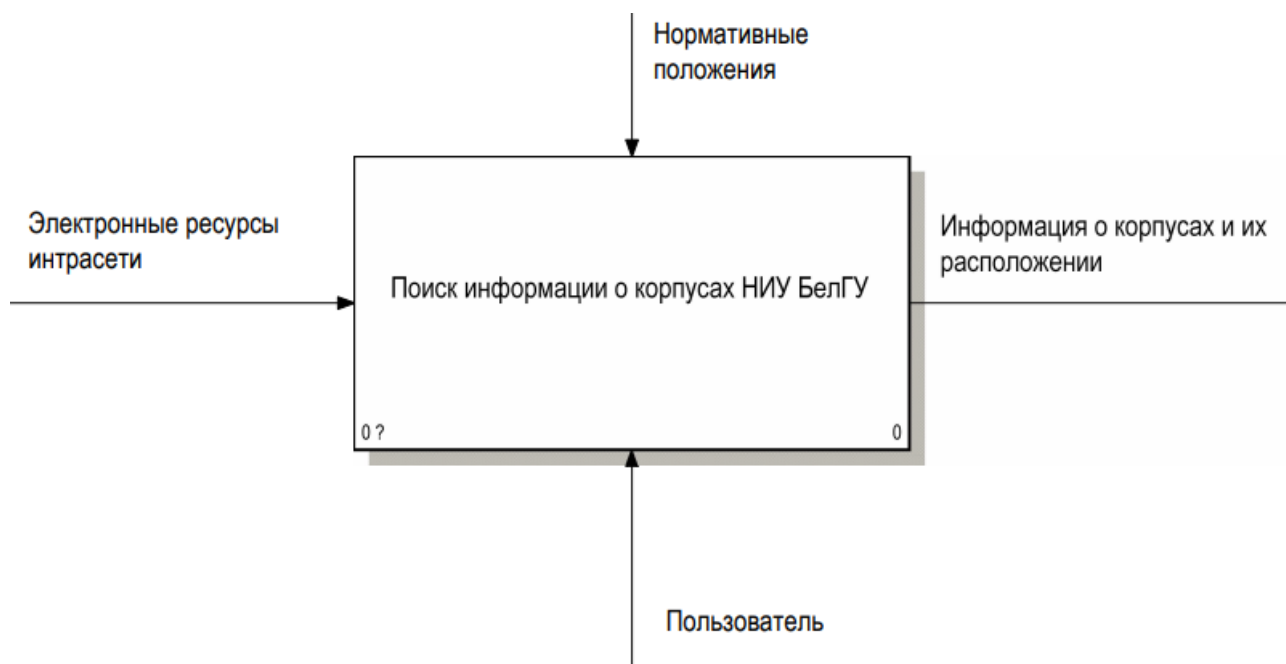 Нормативные
положения
Электронные ресурсы
интрасети
Информация о корпусах и их
расположении
Поиск информации о корпусах НИУ БелГУ
0 ?
0
Пользователь